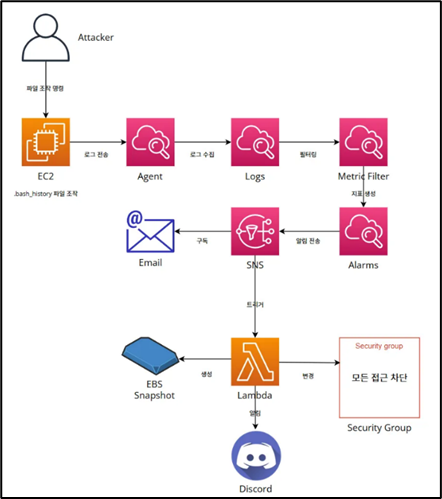 Attacker
파일 조작 명령
EC2
로그 전송
Agent
로그 수집
Logs
필터링
Metric Filter
.bash_history 파일 조작
지표 생성
Email
구독
SNS
알림 전송
Alarms
트리거
EBS
Snapshot
생성
Lambda
변경
Security group
모든 접근 차단
Security Group
알림
Discord